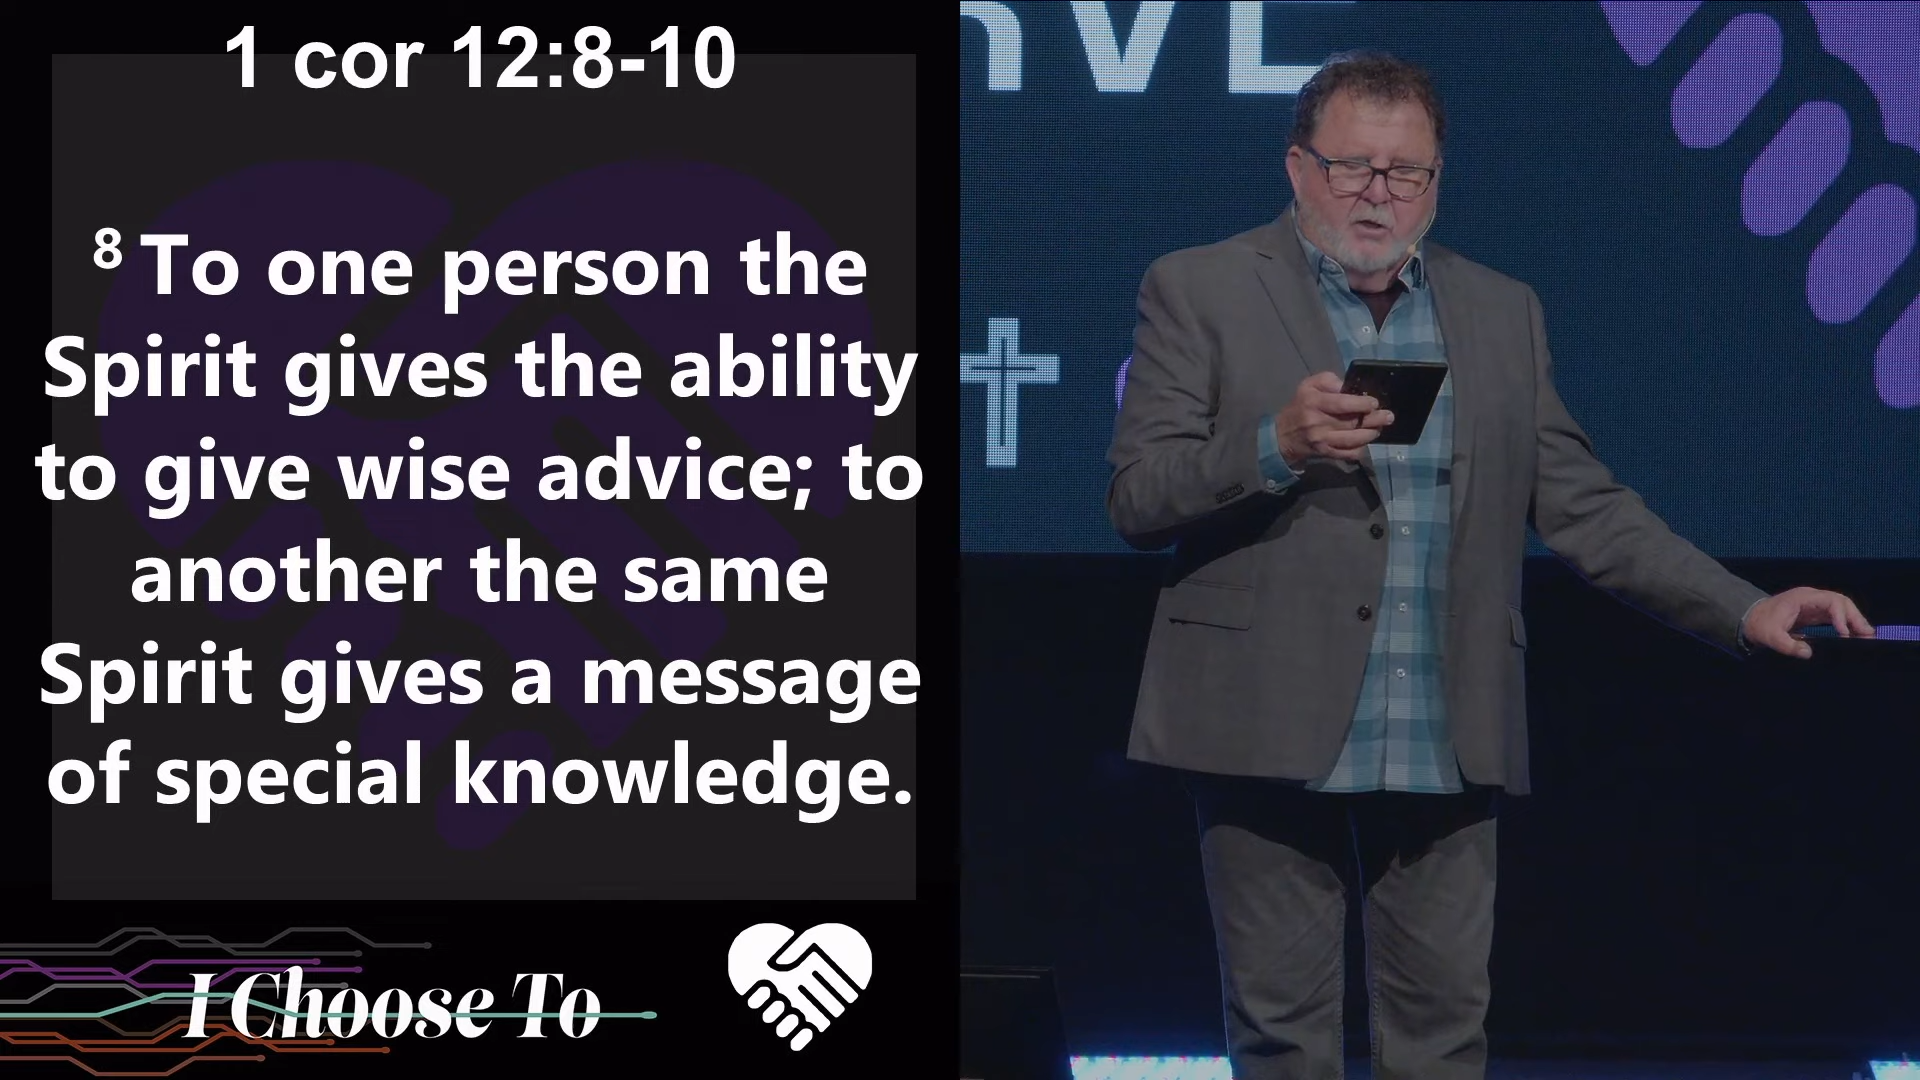 1 cor 12:8-10
8 To one person the
Spirit gives the ability
to give wise advice; to
another the same
Spirit gives a message
of special knowledge.
I Choose To